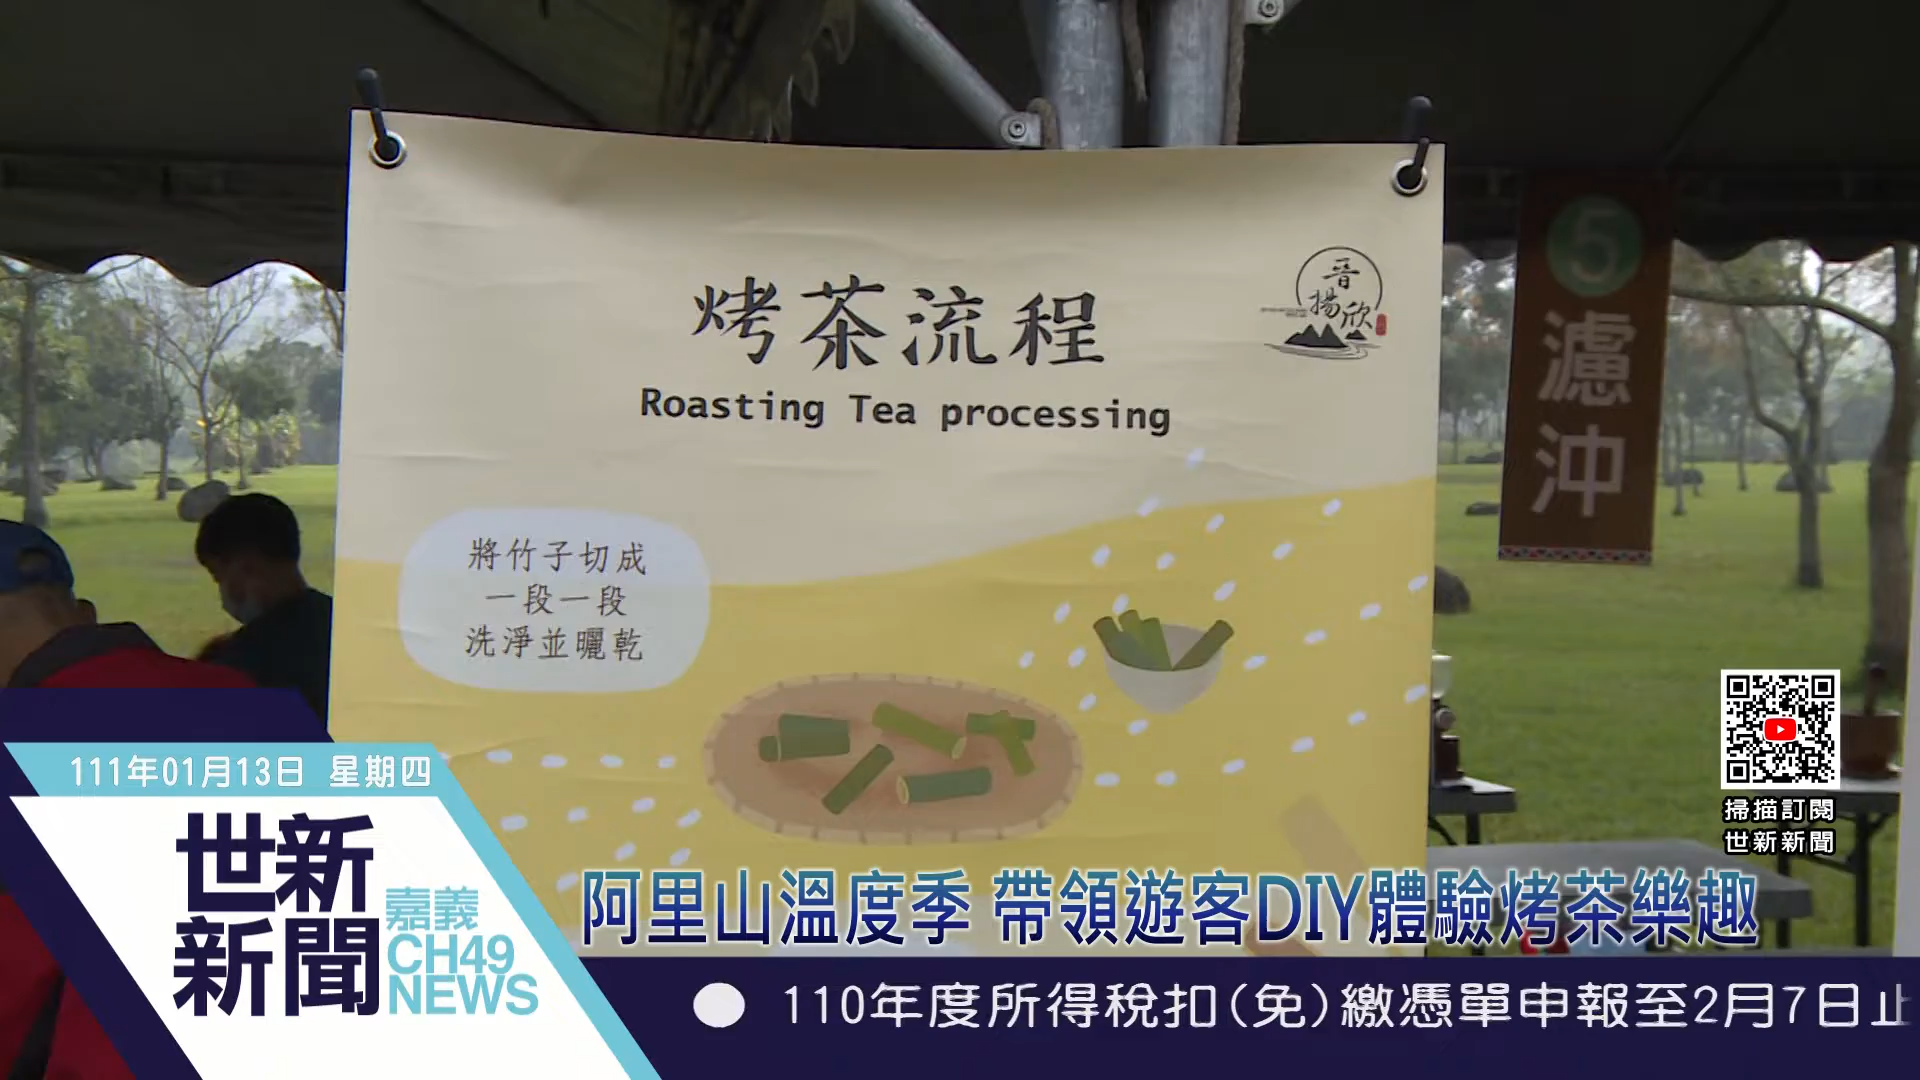 烤茶流程
Roasting Tea processing
晉
揚欣
將竹子切成
一段一段
洗淨並曬乾
5
濾
沖
掃描訂閱
世新新聞
111年01月13日 星期四
世新
新聞
嘉義
CH49
NEWS
阿里山溫度季 帶領遊客DIY體驗烤茶樂趣
110年度所得稅扣(免)繳憑單申報至2月7日止